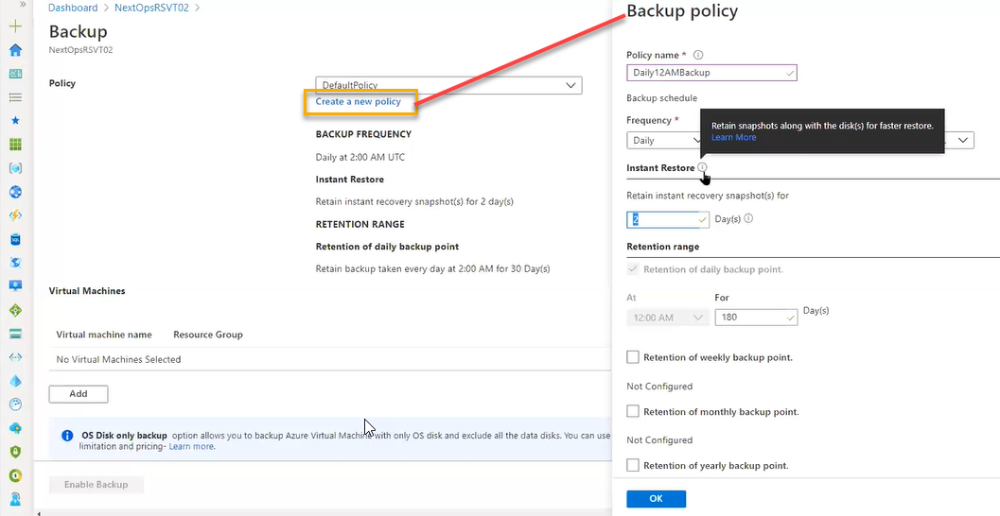 Dashboard > NextOpsRSVT02 >
Backup
NextOpsRSVT02
Policy
DefaultPolicy
Create a new policy
BACKUP FREQUENCY
Daily at 2:00 AM UTC
Instant Restore
Retain instant recovery snapshot(s) for 2 day(s)
RETENTION RANGE
Retention of daily backup point
Retain backup taken every day at 2:00 AM for 30 Day(s)
Virtual Machines
Virtual machine name Resource Group
No Virtual Machines Selected
Add
OS Disk only backup option allows you to backup Azure Virtual Machine with only OS disk and exclude all the data disks. You can use
limitation and pricing- Learn more.
Enable Backup
Backup policy
Policy name *
Daily12AMBackup
Backup schedule
Frequency *
Daily
Retain snapshots along with the disk(s) for faster restore.
Learn More
Instant Restore
Retain instant recovery snapshot(s) for
2 Day(s)
Retention range
Retention of daily backup point.
At For
12:00 AM 180 Day(s)
Retention of weekly backup point.
Not Configured
Retention of monthly backup point.
Not Configured
Retention of yearly backup point.
OK